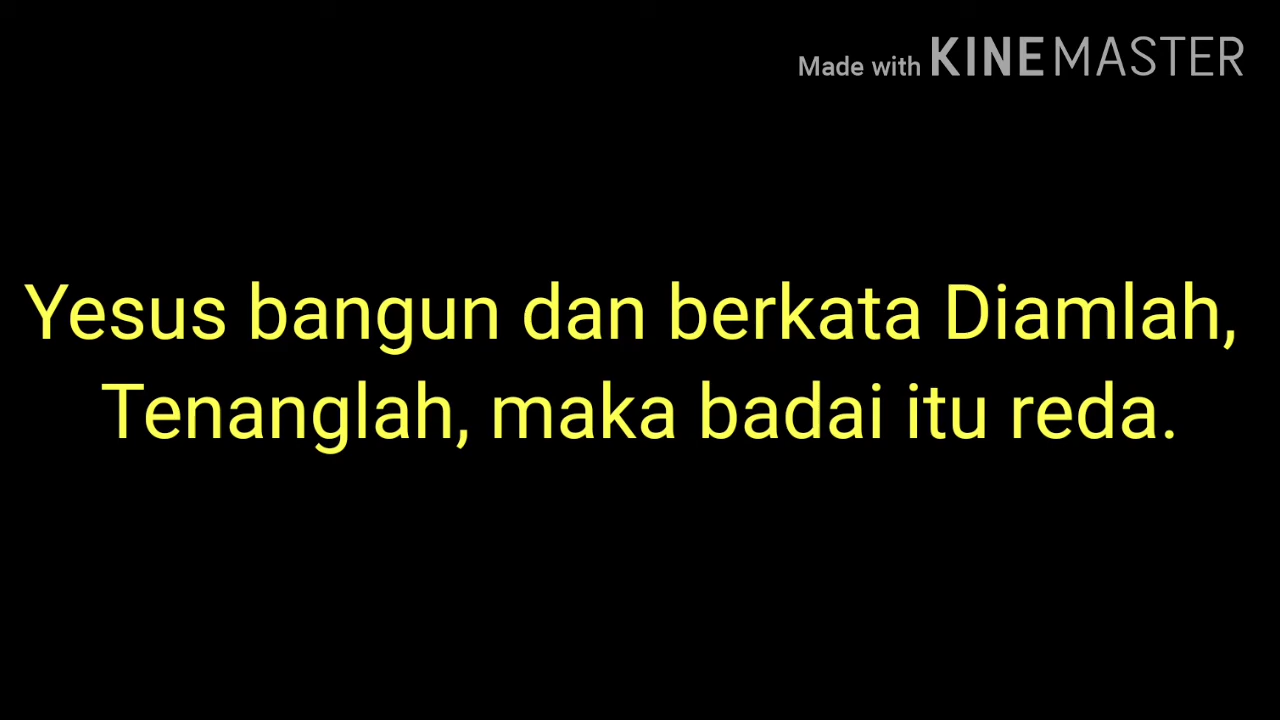 Made with KINEMASTER
Yesus bangun dan berkata Diamlah,
Tenanglah, maka badai itu reda.